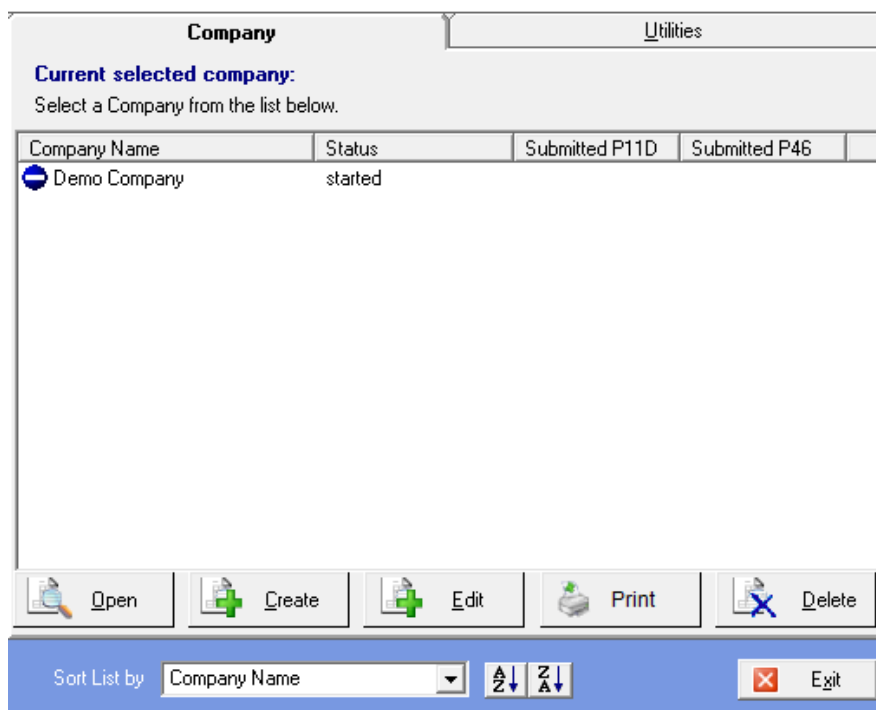 Company Utilities
Current selected company:
Select a Company from the list below.
Company Name Status Submitted P11D Submitted P46
Demo Company started
Open Create Edit Print Delete
Sort List by Company Name A Z Z A Exit